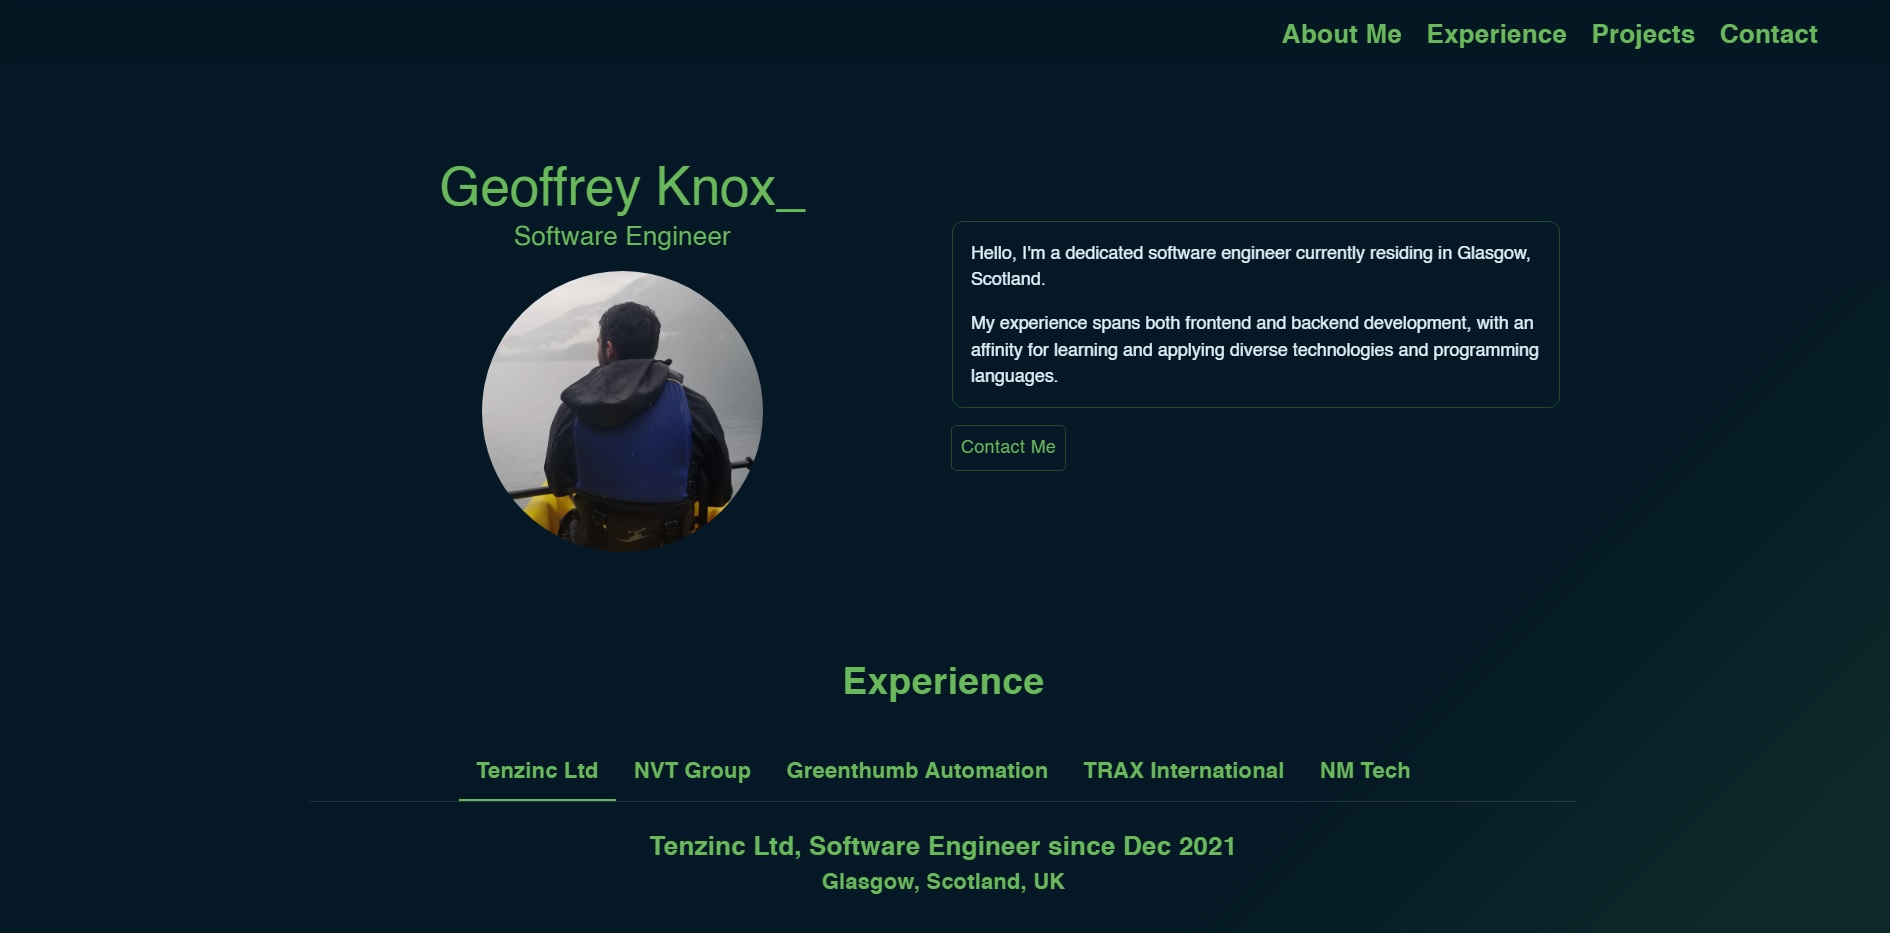 About Me Experience Projects Contact
Geoffrey Knox_
Software Engineer
Hello, I'm a dedicated software engineer currently residing in Glasgow,
Scotland.
My experience spans both frontend and backend development, with an
affinity for learning and applying diverse technologies and programming
languages.
Contact Me
Experience
Tenzinc Ltd NVT Group Greenthumb Automation TRAX International NM Tech
Tenzinc Ltd, Software Engineer since Dec 2021
Glasgow, Scotland, UK